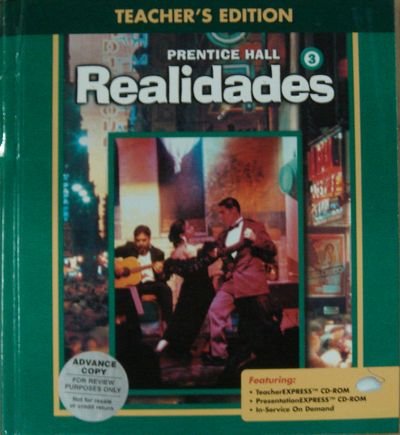 TEACHER'S EDITION
PRENTICE HALL
3
Realidades
ADVANCE
COPY
FOR REVIEW
PURPOSES ONLY
Not for resale
or credit return
Featuring:
• TeacherEXPRESS™ CD-ROM
• PresentationEXPRESS™ CD-ROM
• In-Service On Demand